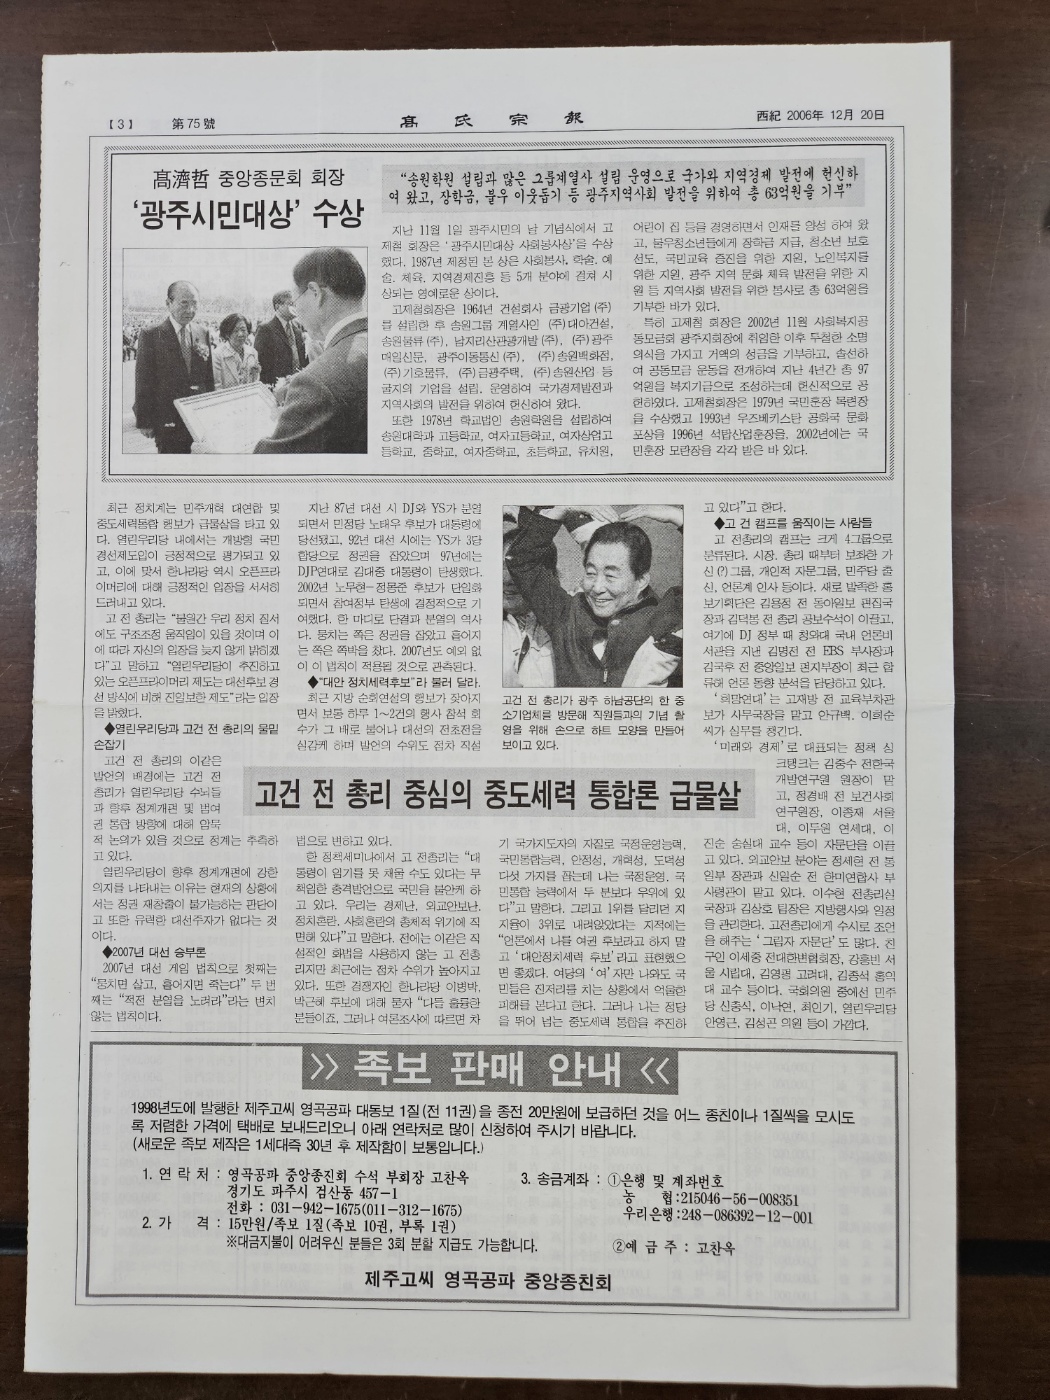 【3】 第75號
高氏宗報
西紀 2006年 12月 20日
高濟哲 중앙종문회 회장
‘광주시민대상’ 수상
“송원학원 설립과 많은 그룹계열사 설립 운영으로 국가와 지역경제 발전에 헌신하
여 왔고, 장학금, 불우 이웃돕기 등 광주지역사회 발전을 위하여 총 63억원을 기부”
지난 11월 1일 광주시민의 날 기념식에서 고
제철 회장은 ‘광주시민대상 사회봉사상’을 수상
했다. 1987년 제정된 본 상은 사회봉사, 학술, 예
술, 체육, 지역경제진흥 등 5개 분야에 걸쳐 시
상되는 영예로운 상이다.
고제철회장은 1964년 건설회사 금광기업(주)
를 설립한 후 송원그룹 계열사인 (주)대아건설,
송원물류(주), 남지리산관광개발(주), (주)광주
매일신문, 광주이동통신(주), (주)송원백화점,
(주)기호물류, (주)금광주택, (주)송원산업 등
굴지의 기업을 설립, 운영하여 국가경제발전과
지역사회의 발전을 위하여 헌신하여 왔다.
또한 1978년 학교법인 송원학원을 설립하여
송원대학과 고등학교, 여자고등학교, 여자상업고
등학교, 중학교, 여자중학교, 초등학교, 유치원,
어린이 집 등을 경영하면서 인재를 양성 하여 왔
고, 불우청소년들에게 장학금 지급, 청소년 보호
선도, 국민교육 증진을 위한 지원, 노인복지를
위한 지원, 광주 지역 문화 체육 발전을 위한 지
원 등 지역사회 발전을 위한 봉사로 총 63억원을
기부한 바가 있다.
특히 고제철 회장은 2002년 11월 사회복지공
동모금회 광주지회장에 취임한 이후 투철한 소명
의식을 가지고 거액의 성금을 기부하고, 솔선하
여 공동모금 운동을 전개하여 지난 4년간 총 97
억원을 복지기금으로 조성하는데 헌신적으로 공
헌하였다. 고제철회장은 1979년 국민훈장 목련장
을 수상했고 1993년 우즈베키스탄 공화국 문화
포상을 1996년 석탑산업훈장을, 2002년에는 국
민훈장 모란장을 각각 받은 바 있다.
최근 정치계는 민주개혁 대연합 및
중도세력통합 행보가 급물살을 타고 있
다. 열린우리당 내에서는 개방형 국민
경선제도입이 긍정적으로 평가되고 있
고, 이에 맞서 한나라당 역시 오픈프라
이머리에 대해 긍정적인 입장을 서서히
드러내고 있다.
고 전 총리는 “불원간 우리 정치 질서
에도 구조조정 움직임이 있을 것이며 이
에 따라 자신의 입장을 늦지 않게 밝히겠
다”고 말하고 “열린우리당이 추진하고
있는 오픈프라이머리 제도는 대선후보 경
선 방식에 비해 진일보한 제도”라는 입장
을 밝혔다.
◆열린우리당과 고건 전 총리의 물밑
손잡기
고건 전 총리의 이같은
발언의 배경에는 고건 전
총리가 열린우리당 수뇌들
과 향후 정계개편 및 범여
권 통합 방향에 대해 암묵
적 논의가 있을 것으로 정계는 추측하
고 있다.
열린우리당이 향후 정계개편에 강한
의지를 나타내는 이유는 현재의 상황에
서는 정권 재창출이 불가능하는 판단이
고 또한 유력한 대선주자가 없다는 것
이다.
◆2007년 대선 승부론
2007년 대선 게임 법칙으로 첫째는
“뭉치면 살고, 흩어지면 죽는다” 두 번
째는 “적전 분열을 노려라”라는 변치
않는 법칙이다.
지난 87년 대선 시 DJ와 YS가 분열
되면서 민정당 노태우 후보가 대통령에
당선됐고, 92년 대선 시에는 YS가 3당
합당으로 정권을 잡았으며 97년에는
DJP연대로 김대중 대통령이 탄생했다.
2002년 노무현-정몽준 후보가 단일화
되면서 참여정부 탄생에 결정적으로 기
여했다. 한 마디로 단결과 분열의 역사
다. 뭉치는 쪽은 정권을 잡았고 흩어지
는 쪽은 쪽박을 찼다. 2007년도 예외 없
이 이 법칙이 적용될 것으로 관측된다.
◆“대안 정치세력후보”라 불러 달라.
최근 지방 순회연설의 행보가 잦아지
면서 보통 하루 1~2건의 행사 참석 회
수가 그 배로 불어나 대선의 전초전을
실감케 하며 발언의 수위도 점차 직설
고건 전 총리 중심의 중도세력 통합론 급물살
법으로 변하고 있다.
한 정책세미나에서 고 전총리는 “대
통령이 임기를 못 채울 수도 있다는 무
책임한 충격발언으로 국민을 불안케 하
고 있다. 우리는 경제난, 외교안보난,
정치혼란, 사회혼란의 총체적 위기에 직
면해 있다”고 말한다. 전에는 이같은 직
설적인 화법을 사용하지 않는 고 전총
리지만 최근에는 점차 수위가 높아지고
있다. 또한 경쟁자인 한나라당 이명박,
박근혜 후보에 대해 묻자 “다들 훌륭한
분들이죠, 그러나 여론조사에 따르면 차
고건 전 총리가 광주 하남공단의 한 중
소기업체를 방문해 직원들과의 기념 촬
영을 위해 손으로 하트 모양을 만들어
보이고 있다.
기 국가지도자의 자질로 국정운영능력,
국민통합능력, 안정성, 개혁성, 도덕성
다섯 가지를 꼽는데 나는 국정운영, 국
민통합 능력에서 두 분보다 우위에 있
다”고 말한다. 그리고 1위를 달리던 지
지율이 3위로 내려앉았다는 지적에는
“언론에서 나를 여권 후보라고 하지 말
고 ‘대안정치세력 후보’라고 표현했으
면 좋겠다. 여당의 ‘여’자만 나와도 국
민들은 진저리를 치는 상황에서 억울한
피해를 본다고 한다. 그러나 나는 정당
을 뛰어 넘는 중도세력 통합을 추진하
고 있다”고 한다.
◆고 건 캠프를 움직이는 사람들
고 전총리의 캠프는 크게 4그룹으로
분류된다. 시장, 총리 때부터 보좌한 가
신(?)그룹, 개인적 자문그룹, 민주당 출
신, 언론계 인사 등이다. 새로 발족한 홍
보기획단은 김용정 전 동아일보 편집국
장과 김덕봉 전 총리 공보수석이 이끌고,
여기에 DJ 정부 때 청와대 국내 언론비
서관을 지낸 김명전 전 EBS 부사장과
김국후 전 중앙일보 편지부장이 최근 합
류해 언론 동향 분석을 담당하고 있다.
‘희망연대’는 고재방 전 교육부차관
보가 사무국장을 맡고 안규백, 이희순
씨가 실무를 챙긴다.
‘미래와 경제’로 대표되는 정책 싱
크탱크는 김중수 전한국
개발연구원 원장이 맡
고, 정경배 전 보건사회
연구원장, 이종재 서울
대, 이두원 연세대, 이
진순 숭실대 교수 등이 자문단을 이끌
고 있다. 외교안보 분야는 정세현 전 통
일부 장관과 신일순 전 한미연합사 부
사령관이 맡고 있다. 이수현 전총리실
국장과 김상호 팀장은 지방행사와 일정
을 관리한다. 고전총리에게 수시로 조언
을 해주는 ‘그림자 자문단’도 많다. 친
구인 이세중 전대한변협회장, 강홍빈 서
울 시립대, 김영평 고려대, 김종석 홍익
대 교수 등이다. 국회의원 중에선 민주
당 신중식, 이낙연, 최인기, 열린우리당
안영근, 김성곤 의원 등이 가깝다.
>> 족보 판매 안내 <<
1998년도에 발행한 제주고씨 영곡공파 대동보 1질(전 11권)을 종전 20만원에 보급하던 것을 어느 종친이나 1질씩을 모시도
록 저렴한 가격에 택배로 보내드리오니 아래 연락처로 많이 신청하여 주시기 바랍니다.
(새로운 족보 제작은 1세대즉 30년 후 제작함이 보통입니다.)
1. 연 락 처 : 영곡공파 중앙종진회 수석 부회장 고찬옥
경기도 파주시 검산동 457-1
전화 : 031-942-1675(011-312-1675)
2. 가 격 : 15만원/족보 1질(족보 10권, 부록 1권)
※대금지불이 어려우신 분들은 3회 분할 지급도 가능합니다.
3. 송금계좌 : ①은행 및 계좌번호
농 협:215046-56-008351
우리은행:248-086392-12-001
②예 금 주 : 고찬옥
제주고씨 영곡공파 중앙종친회